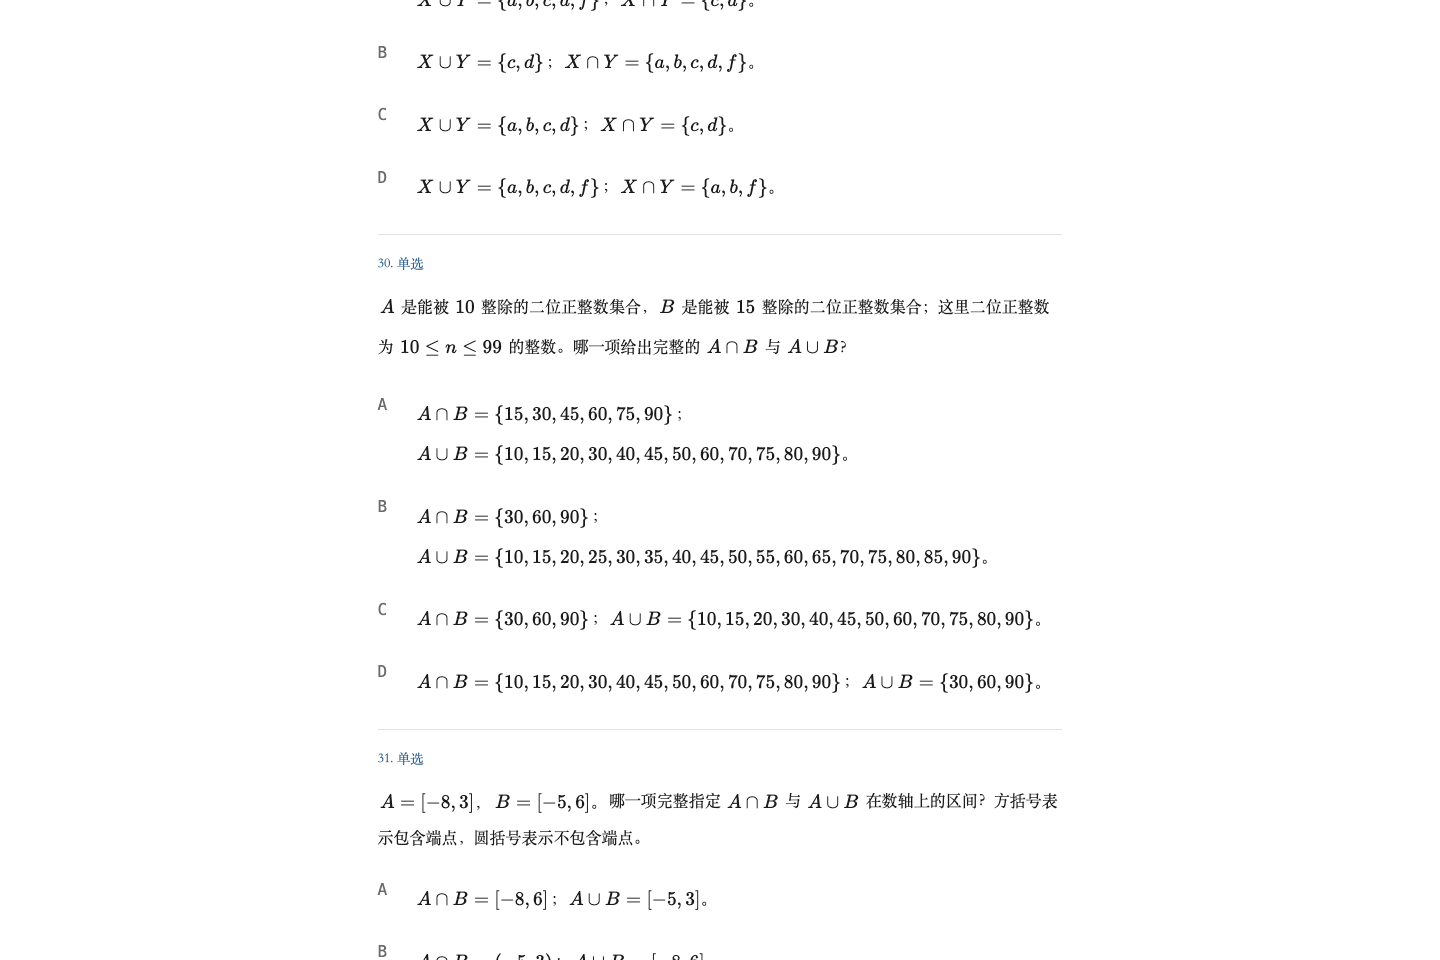 X ∪ Y = {a, b, c, d, f}； X ∩ Y = {c, d}。
B
X ∪ Y = {c, d}； X ∩ Y = {a, b, c, d, f}。
C
X ∪ Y = {a, b, c, d}； X ∩ Y = {c, d}。
D
X ∪ Y = {a, b, c, d, f}； X ∩ Y = {a, b, f}。
30. 单选
A 是能被 10 整除的二位正整数集合，B 是能被 15 整除的二位正整数集合；这里二位正整数
为 10 ≤ n ≤ 99 的整数。哪一项给出完整的 A ∩ B 与 A ∪ B？
A
A ∩ B = {15, 30, 45, 60, 75, 90}；
A ∪ B = {10, 15, 20, 30, 40, 45, 50, 60, 70, 75, 80, 90}。
B
A ∩ B = {30, 60, 90}；
A ∪ B = {10, 15, 20, 25, 30, 35, 40, 45, 50, 55, 60, 65, 70, 75, 80, 85, 90}。
C
A ∩ B = {30, 60, 90}； A ∪ B = {10, 15, 20, 30, 40, 45, 50, 60, 70, 75, 80, 90}。
D
A ∩ B = {10, 15, 20, 30, 40, 45, 50, 60, 70, 75, 80, 90}； A ∪ B = {30, 60, 90}。
31. 单选
A = [−8, 3]， B = [−5, 6]。哪一项完整指定 A ∩ B 与 A ∪ B 在数轴上的区间？方括号表
示包含端点，圆括号表示不包含端点。
A
A ∩ B = [−8, 6]； A ∪ B = [−5, 3]。
B
A ∩ B = (−5, 3)； A ∪ B = [−8, 6]